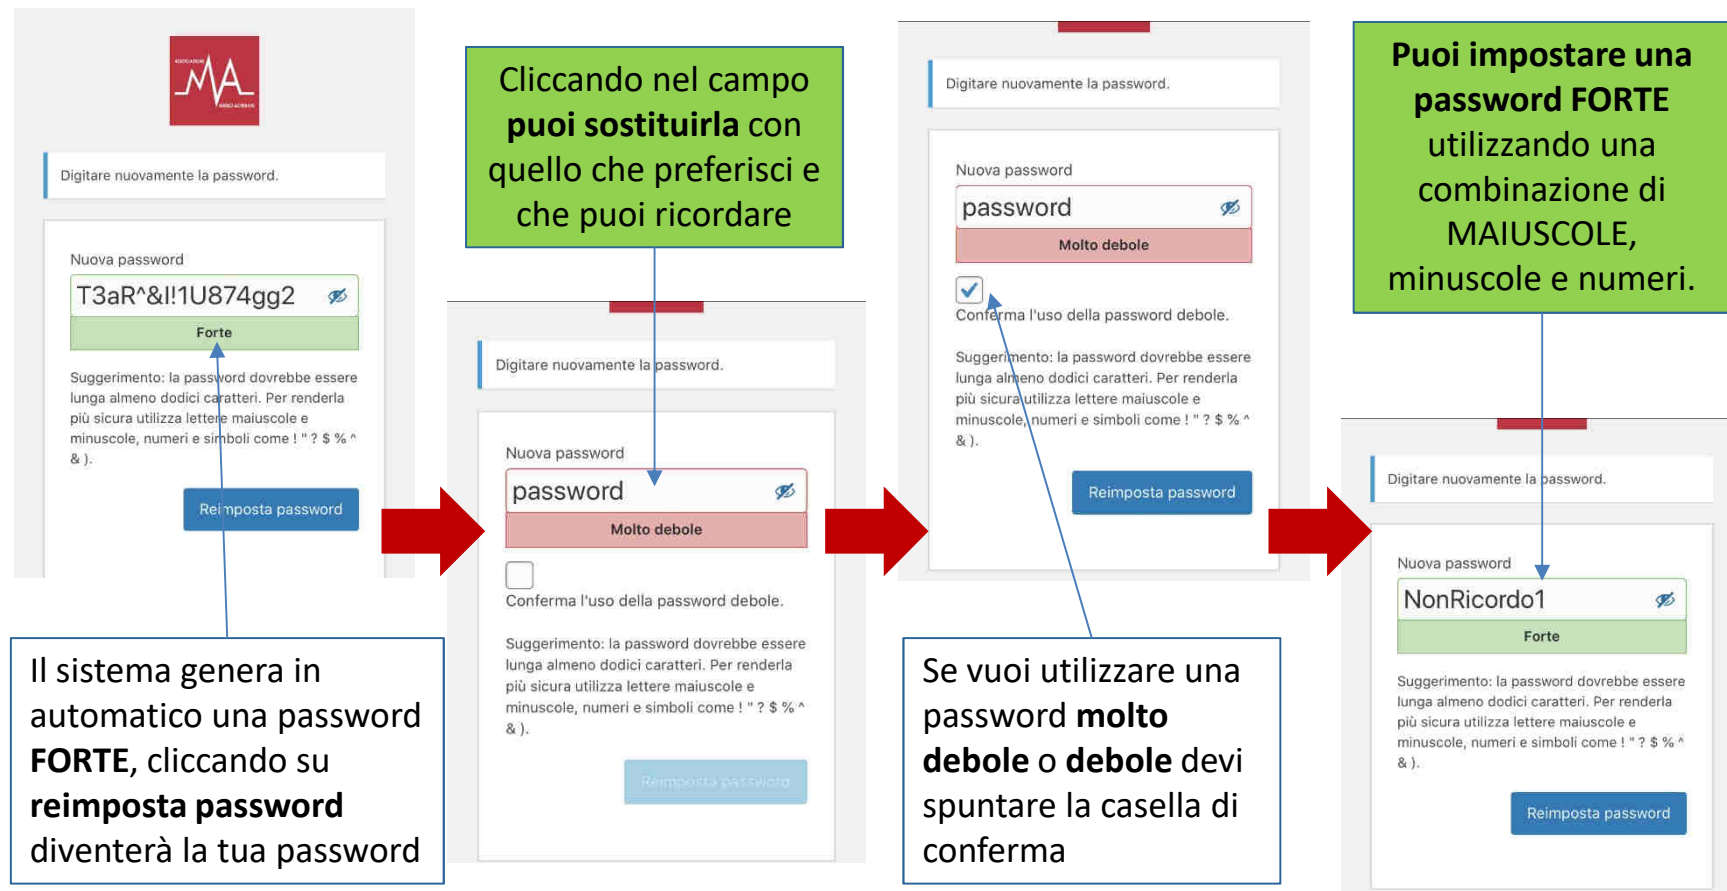 MA
Digitare nuovamente la password.
Nuova password
T3aR^&I!1U874gg2
Forte
Suggerimento: la password dovrebbe essere
lunga almeno dodici caratteri. Per renderla
più sicura utilizza lettere maiuscole e
minuscole, numeri e simboli come ! " ? $ % ^
& ).
Reimposta password
Il sistema genera in
automatico una password
FORTE, cliccando su
reimposta password
diventerà la tua password
Cliccando nel campo
puoi sostituirla con
quello che preferisci e
che puoi ricordare
Digitare nuovamente la password.
Nuova password
password
Molto debole
Conferma l'uso della password debole.
Suggerimento: la password dovrebbe essere
lunga almeno dodici caratteri. Per renderla
più sicura utilizza lettere maiuscole e
minuscole, numeri e simboli come ! " ? $ % ^
& ).
Reimposta password
Digitare nuovamente la password.
Nuova password
password
Molto debole
Conferma l'uso della password debole.
Suggerimento: la password dovrebbe essere
lunga almeno dodici caratteri. Per renderla
più sicura utilizza lettere maiuscole e
minuscole, numeri e simboli come ! " ? $ % ^
& ).
Reimposta password
Se vuoi utilizzare una
password molto
debole o debole devi
spuntare la casella di
conferma
Puoi impostare una
password FORTE
utilizzando una
combinazione di
MAIUSCOLE,
minuscole e numeri.
Digitare nuovamente la password.
Nuova password
NonRicordo1
Forte
Suggerimento: la password dovrebbe essere
lunga almeno dodici caratteri. Per renderla
più sicura utilizza lettere maiuscole e
minuscole, numeri e simboli come ! " ? $ % ^
& ).
Reimposta password